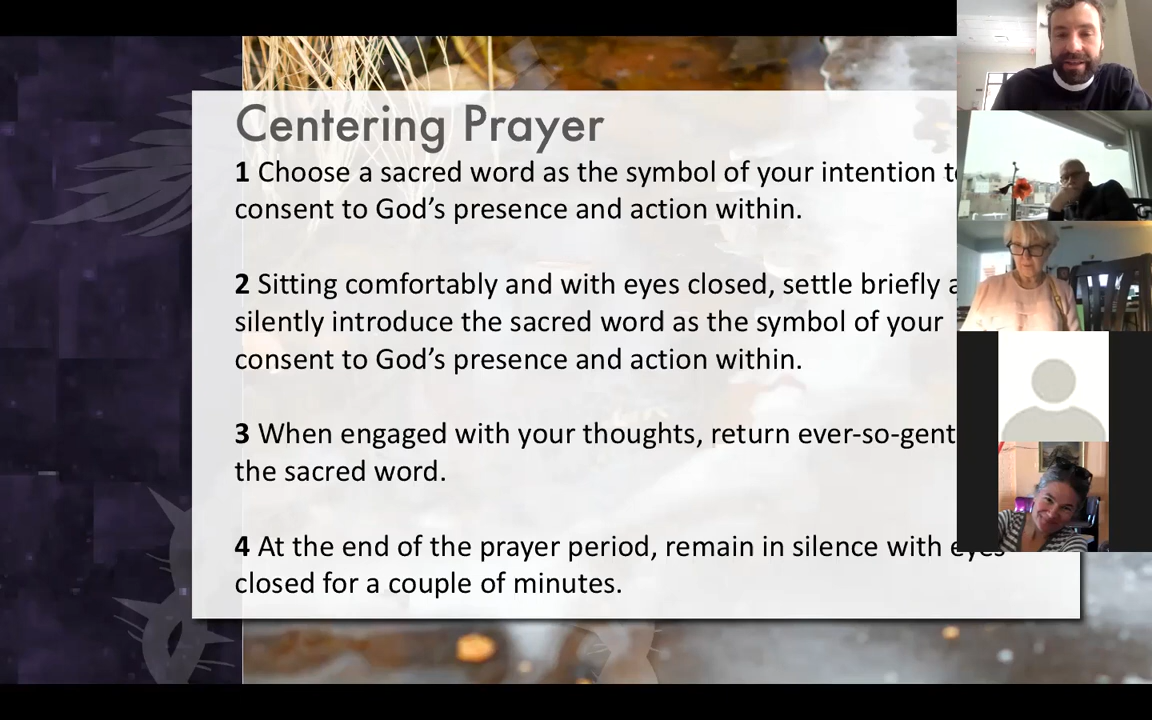 Centering Prayer
1 Choose a sacred word as the symbol of your intention
consent to God’s presence and action within.
2 Sitting comfortably and with eyes closed, settle briefly
silently introduce the sacred word as the symbol of your
consent to God’s presence and action within.
3 When engaged with your thoughts, return
the sacred word.
4 At the end of the prayer period, remain in silence with eyes
closed for a couple of minutes.